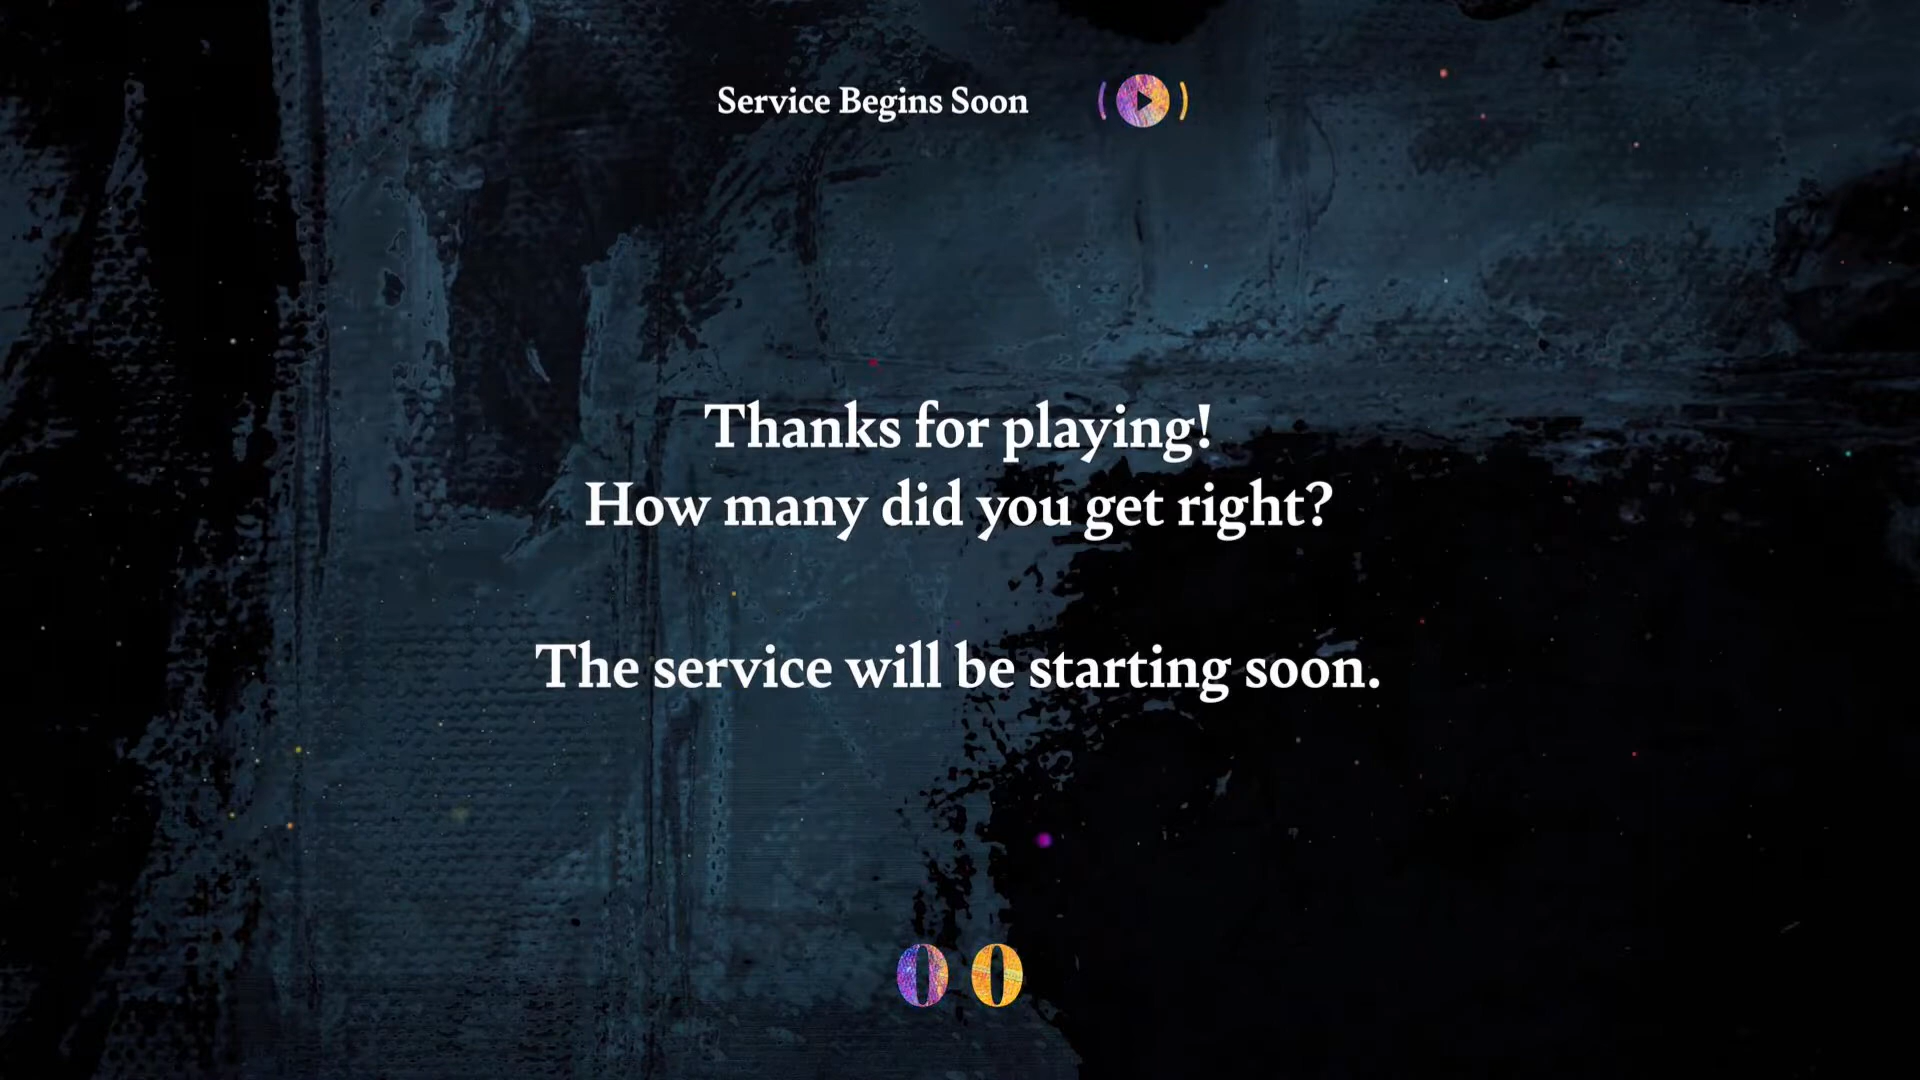 Service Begins Soon
Thanks for playing!
How many did you get right?
The service will be starting soon.
00